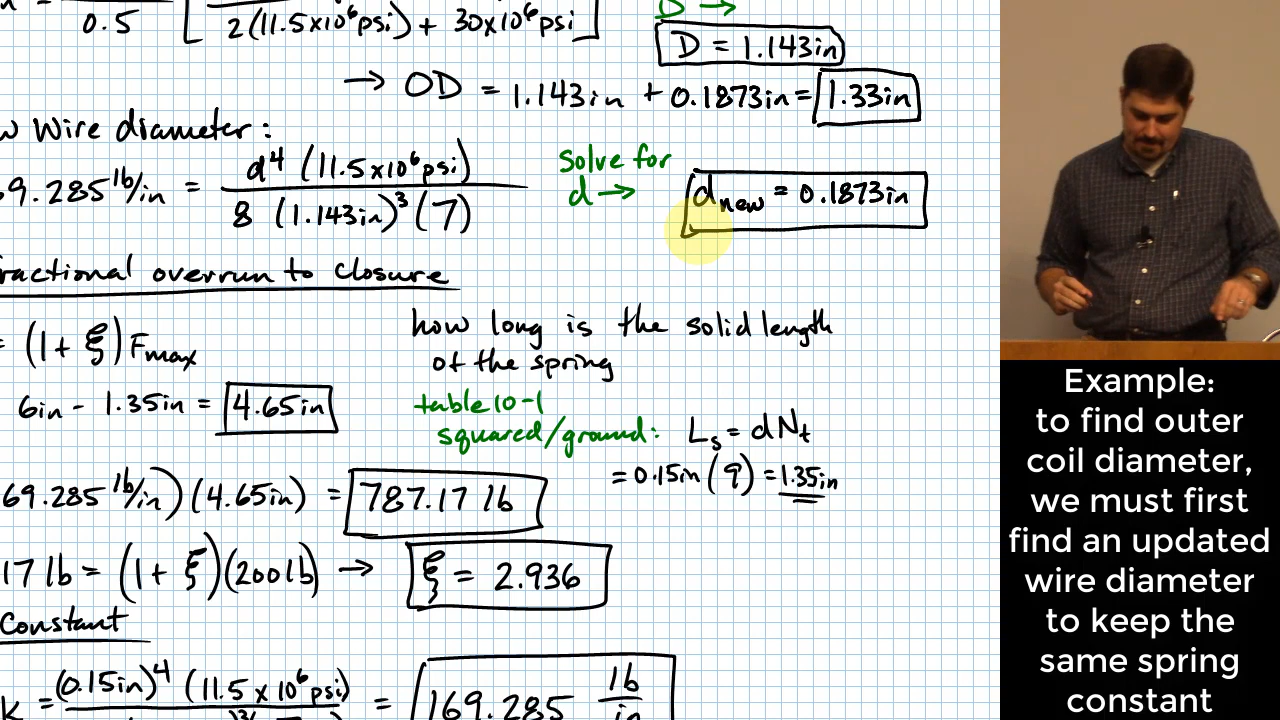 0.5 [ 2(11.5x10⁶psi) + 30x10⁶psi ]
D →
D = 1.143in
→ OD = 1.143in + 0.1873in = 1.33in
w Wire diameter:
69.285 lb/in = d⁴ (11.5x10⁶psi) / 8 (1.143in)³ (7)
Solve for
d →
dnew = 0.1873in
ractional overrun to closure
= (1 + ξ) Fmax
how long is the solid length
of the spring
6in - 1.35in = 4.65in
table 10-1
squared/ground: Ls = dNt
= 0.15in (9) = 1.35in
69.285 lb/in) (4.65in) = 787.17 lb
17 lb = (1 + ξ)(200 lb) → ξ = 2.936
Constant
k = (0.15in)⁴ (11.5 x 10⁶ psi) = 169.285 lb/in
Example:
to find outer
coil diameter,
we must first
find an updated
wire diameter
to keep the
same spring
constant